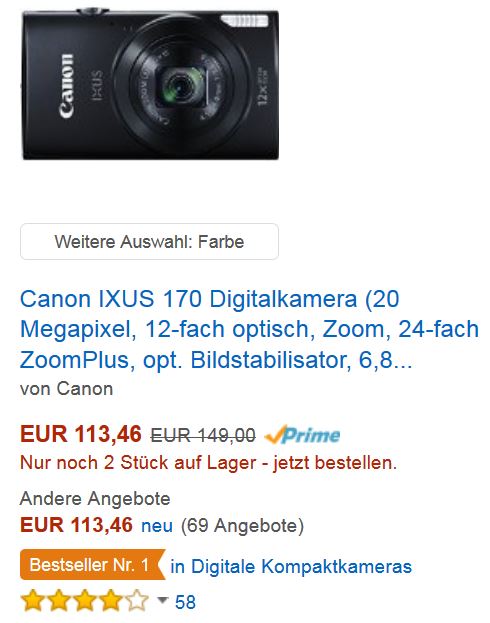 Canon
IXUS
12x
Weitere Auswahl: Farbe
Canon IXUS 170 Digitalkamera (20
Megapixel, 12-fach optisch, Zoom, 24-fach
ZoomPlus, opt. Bildstabilisator, 6,8...
von Canon
EUR 113,46 EUR 149,00 Prime
Nur noch 2 Stück auf Lager - jetzt bestellen.
Andere Angebote
EUR 113,46 neu (69 Angebote)
Bestseller Nr. 1 in Digitale Kompaktkameras
58